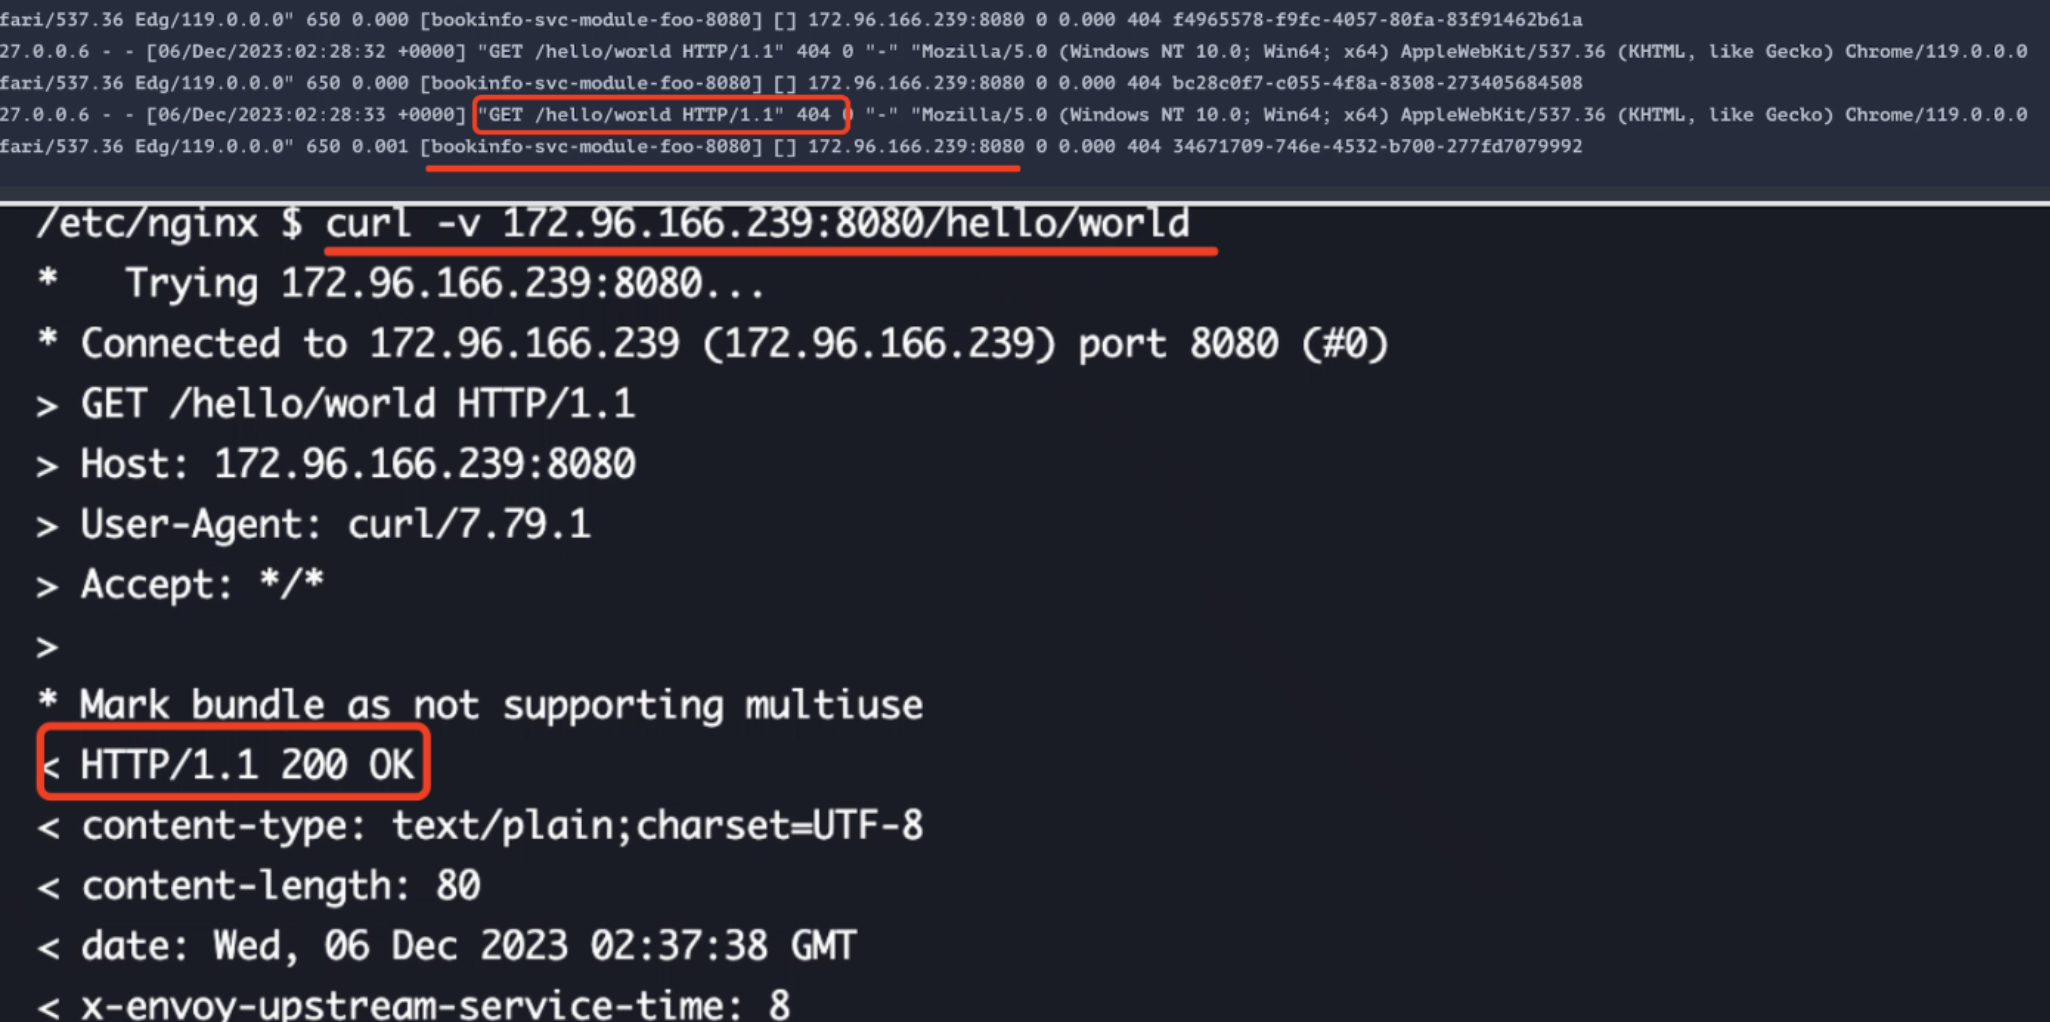 fari/537.36 Edg/119.0.0.0" 650 0.000 [bookinfo-svc-module-foo-8080] [] 172.96.166.239:8080 0 0.000 404 f4965578-f9fc-4057-80fa-83f91462b61a
27.0.0.6 - - [06/Dec/2023:02:28:32 +0000] "GET /hello/world HTTP/1.1" 404 0 "-" "Mozilla/5.0 (Windows NT 10.0; Win64; x64) AppleWebKit/537.36 (KHTML, like Gecko) Chrome/119.0.0.0
fari/537.36 Edg/119.0.0.0" 650 0.000 [bookinfo-svc-module-foo-8080] [] 172.96.166.239:8080 0 0.000 404 bc28c0f7-c055-4f8a-8308-273405684508
27.0.0.6 - - [06/Dec/2023:02:28:33 +0000] "GET /hello/world HTTP/1.1" 404 0 "-" "Mozilla/5.0 (Windows NT 10.0; Win64; x64) AppleWebKit/537.36 (KHTML, like Gecko) Chrome/119.0.0.0
fari/537.36 Edg/119.0.0.0" 650 0.001 [bookinfo-svc-module-foo-8080] [] 172.96.166.239:8080 0 0.000 404 34671709-746e-4532-b700-277fd7079992
/etc/nginx $ curl -v 172.96.166.239:8080/hello/world
*   Trying 172.96.166.239:8080...
* Connected to 172.96.166.239 (172.96.166.239) port 8080 (#0)
> GET /hello/world HTTP/1.1
> Host: 172.96.166.239:8080
> User-Agent: curl/7.79.1
> Accept: */*
>
* Mark bundle as not supporting multiuse
< HTTP/1.1 200 OK
< content-type: text/plain;charset=UTF-8
< content-length: 80
< date: Wed, 06 Dec 2023 02:37:38 GMT
< x-envoy-upstream-service-time: 8